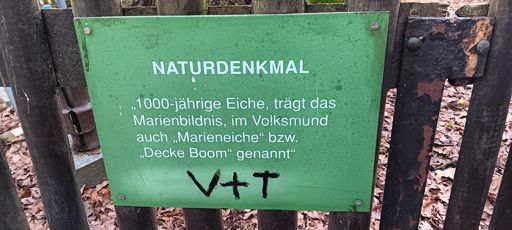 NATURDENKMAL
„1000-jährige Eiche, trägt das
Marienbildnis, im Volksmund
auch „Marieneiche“ bzw.
„Decke Boom“ genannt“
V+T